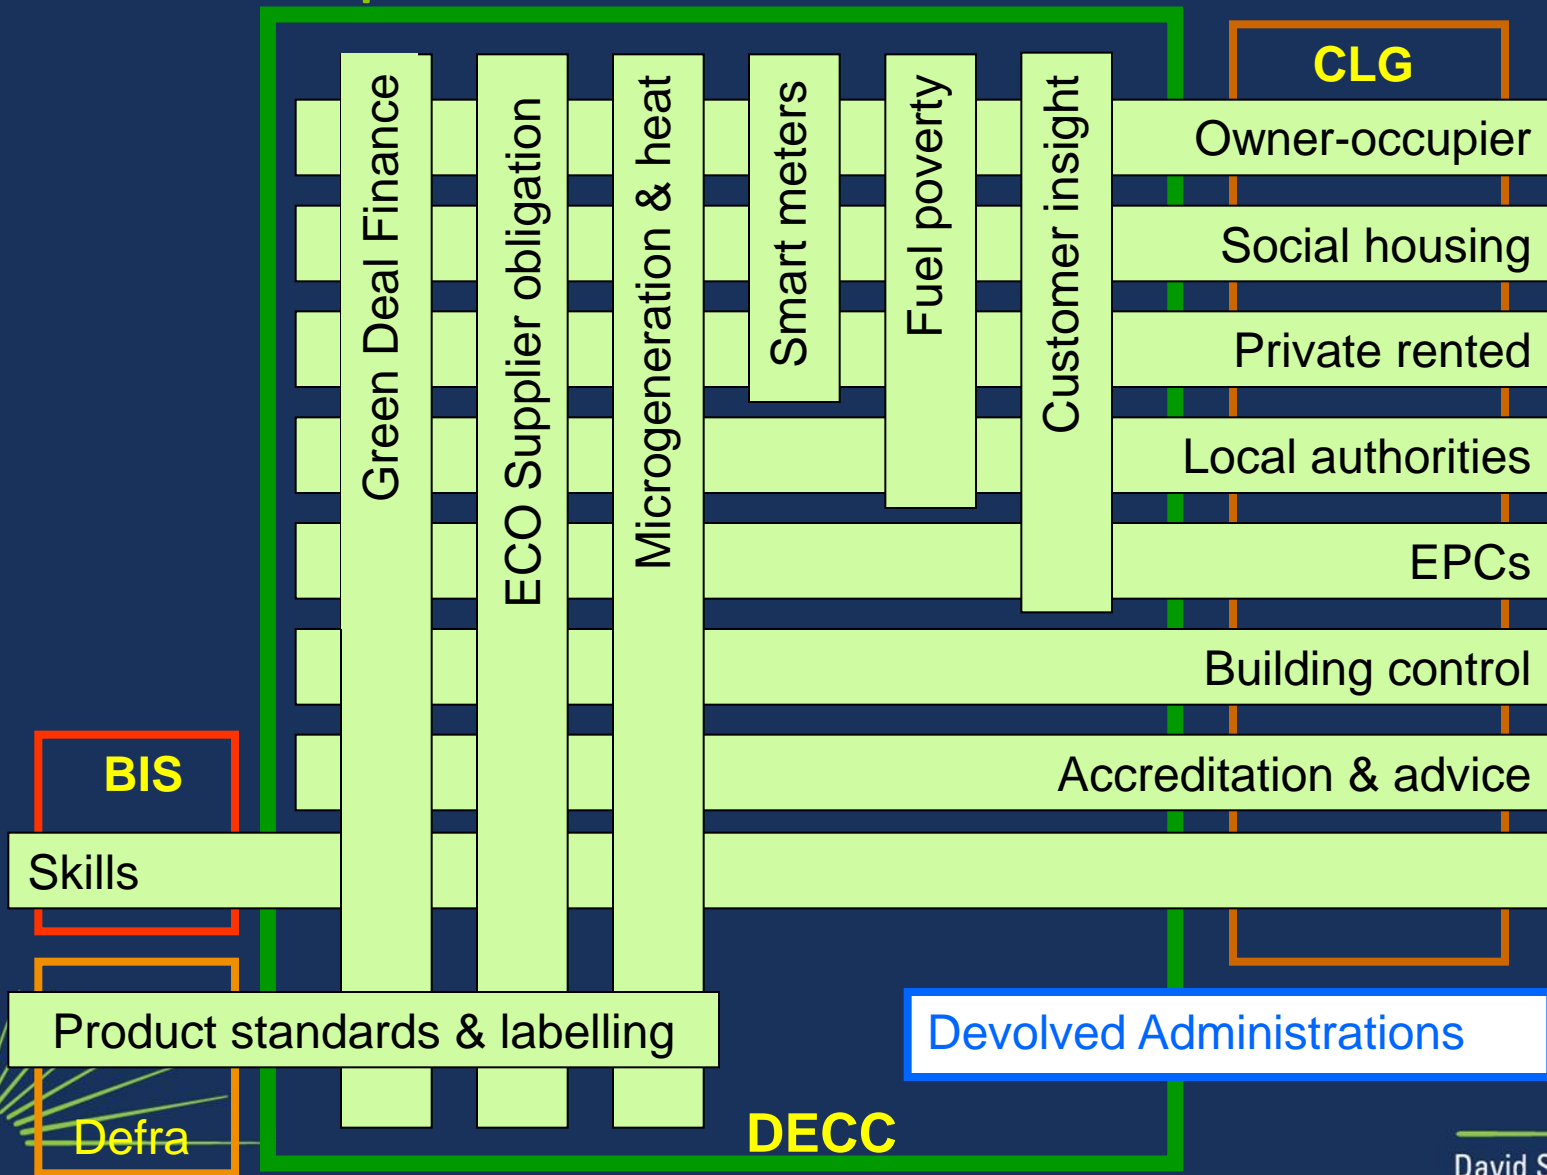 Green Deal Finance
ECO Supplier obligation
Microgeneration & heat
Smart meters
Fuel poverty
Customer insight
CLG
Owner-occupier
Social housing
Private rented
Local authorities
EPCs
Building control
Accreditation & advice
BIS
Skills
Product standards & labelling
Devolved Administrations
Defra
DECC
David S